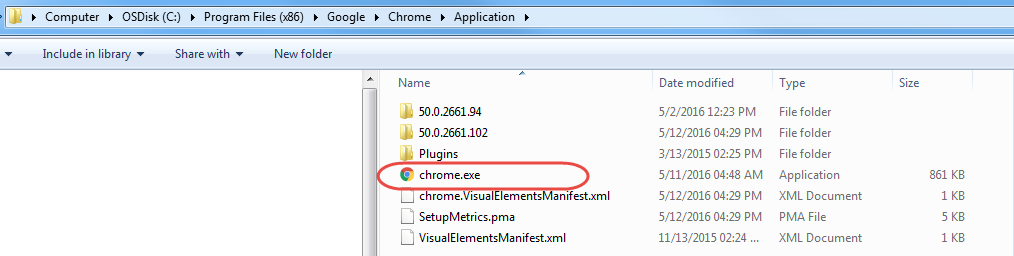 Computer ▸ OSDisk (C:) ▸ Program Files (x86) ▸ Google ▸ Chrome ▸ Application ▸
Include in library Share with New folder
Name Date modified Type Size
50.0.2661.94 5/2/2016 12:23 PM File folder
50.0.2661.102 5/12/2016 04:29 PM File folder
Plugins 3/13/2015 02:25 PM File folder
chrome.exe 5/11/2016 04:48 AM Application 861 KB
chrome.VisualElementsManifest.xml 5/12/2016 04:29 PM XML Document 1 KB
SetupMetrics.pma 5/12/2016 04:29 PM PMA File 5 KB
VisualElementsManifest.xml 11/13/2015 02:24 ... XML Document 1 KB